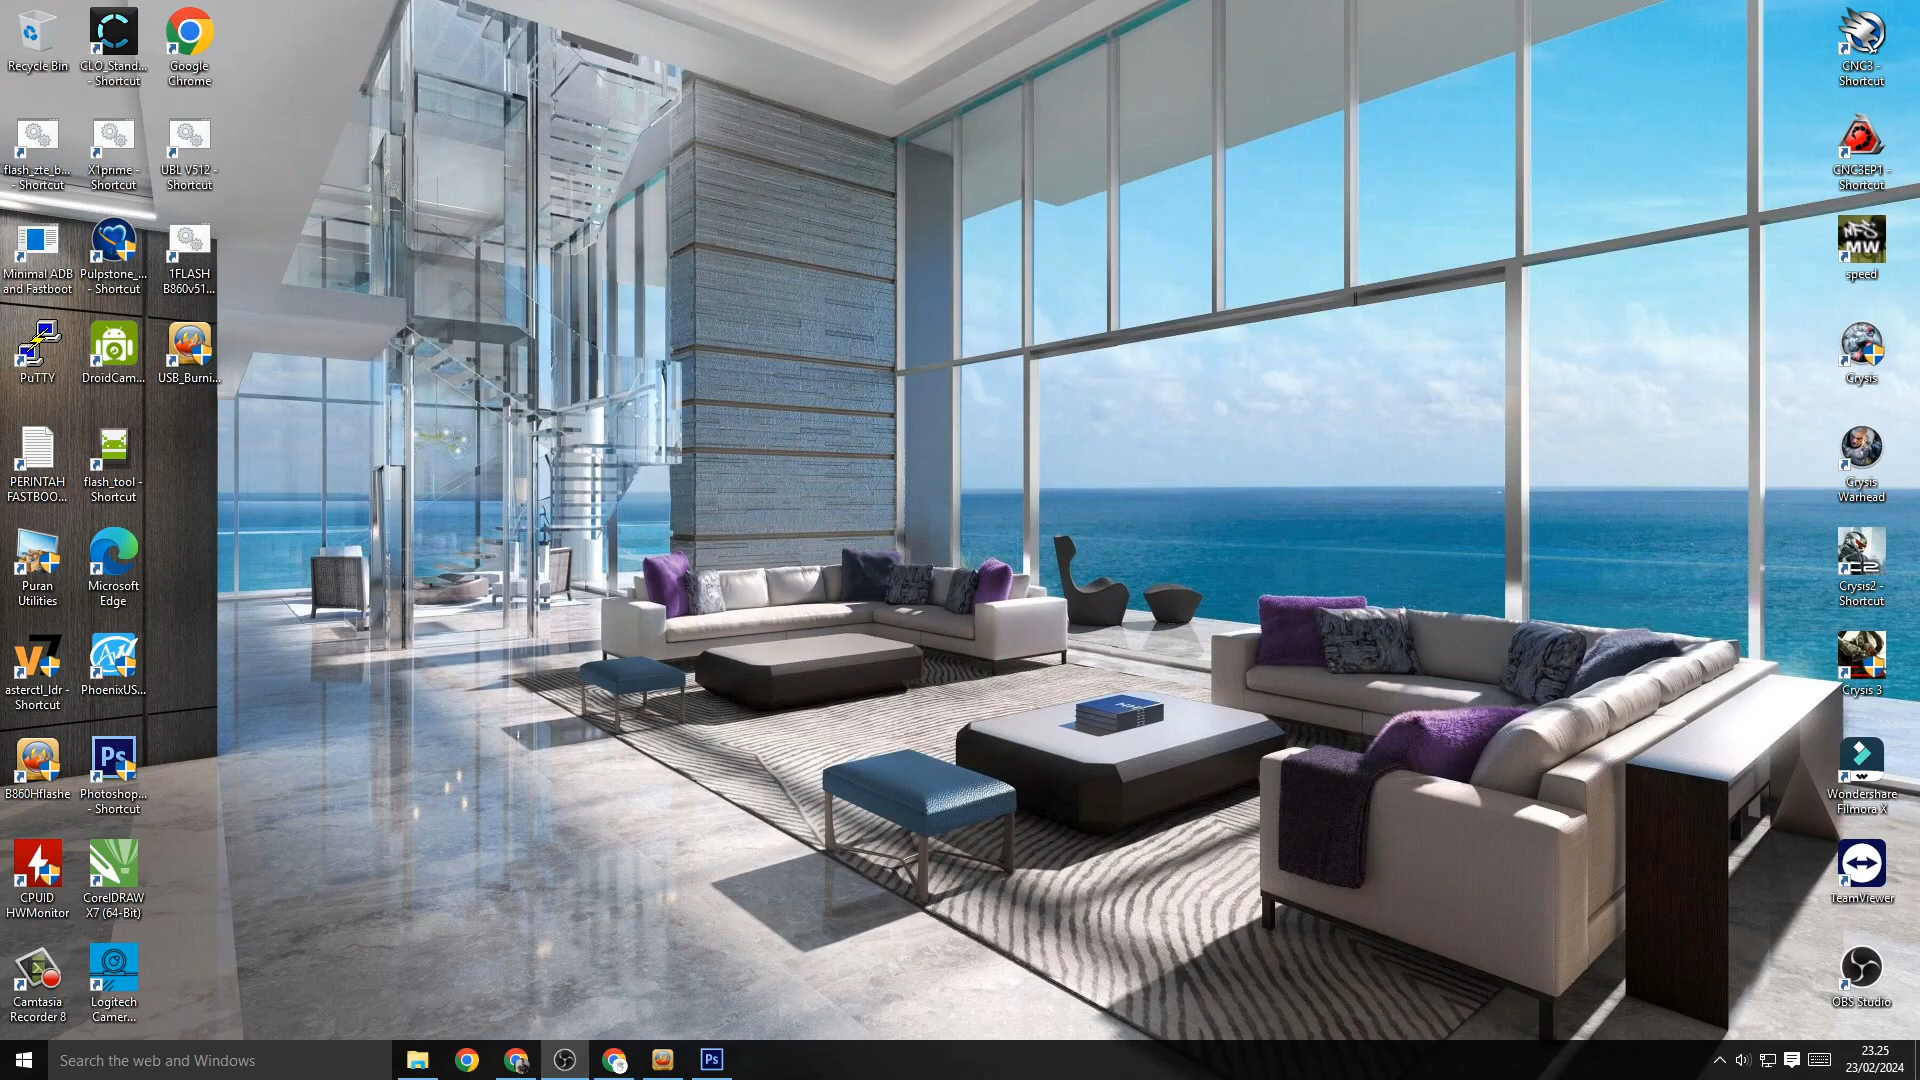 Recycle Bin
CLO_Stand...
- Shortcut
Google
Chrome
flash_zte_b...
- Shortcut
X1prime -
Shortcut
UBL V512 -
Shortcut
Minimal ADB
and Fastboot
Pulpstone_...
- Shortcut
1FLASH
B860v51...
PuTTY
DroidCam...
USB_Burni...
PERINTAH
FASTBOO...
flash_tool -
Shortcut
Puran
Utilities
Microsoft
Edge
asterctl_ldr -
Shortcut
PhoenixUS...
B860Hflashe
Ps
Photoshop...
- Shortcut
CPUID
HWMonitor
CorelDRAW
X7 (64-Bit)
Camtasia
Recorder 8
Logitech
Camer...
CNC3 -
Shortcut
CNC3EP1 -
Shortcut
NFS
MW
speed
Crysis
Crysis
Warhead
Crysis2 -
Shortcut
Crysis 3
Wondershare
Filmora X
TeamViewer
OBS Studio
Search the web and Windows
Ps
23.25
23/02/2024